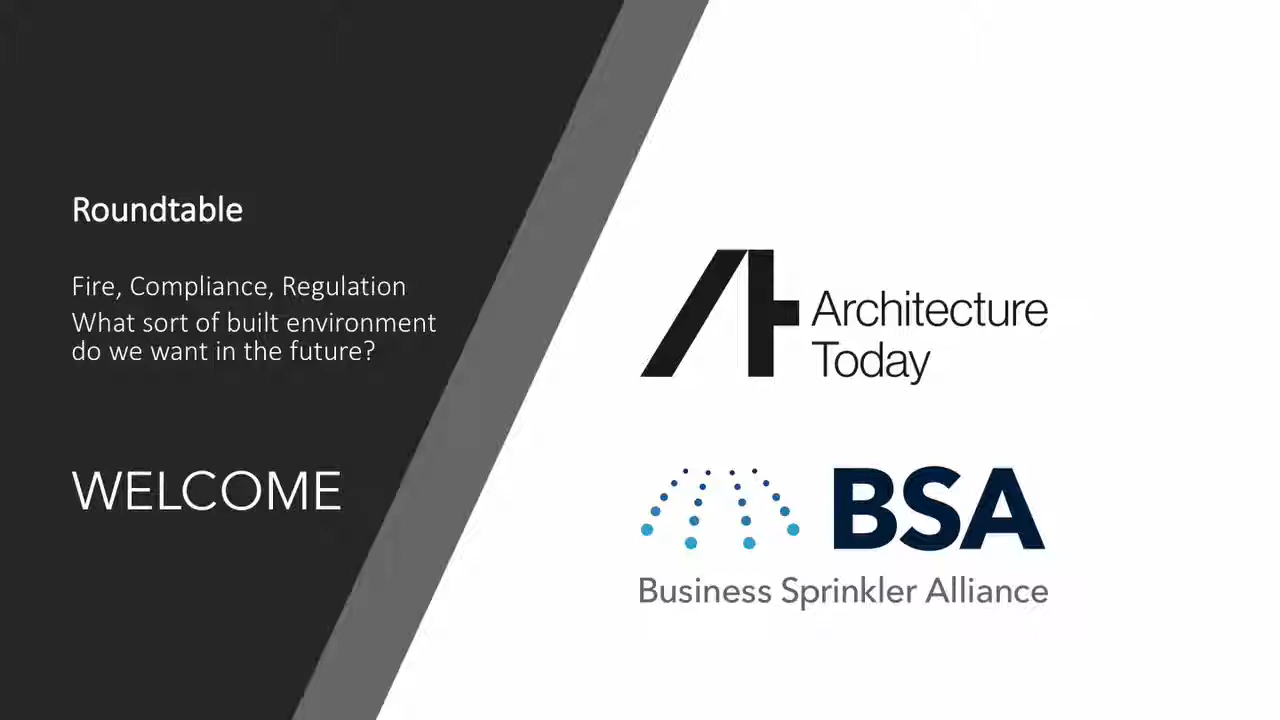 Roundtable
Fire, Compliance, Regulation
What sort of built environment
do we want in the future?
WELCOME
Architecture
Today
BSA
Business Sprinkler Alliance